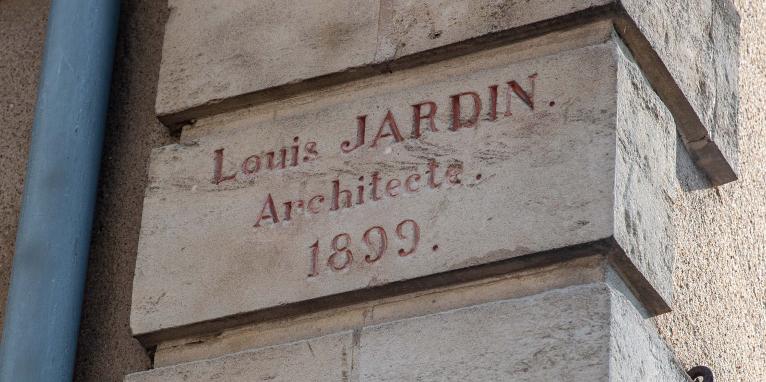 Louis JARDIN.
Architecte.
1899.